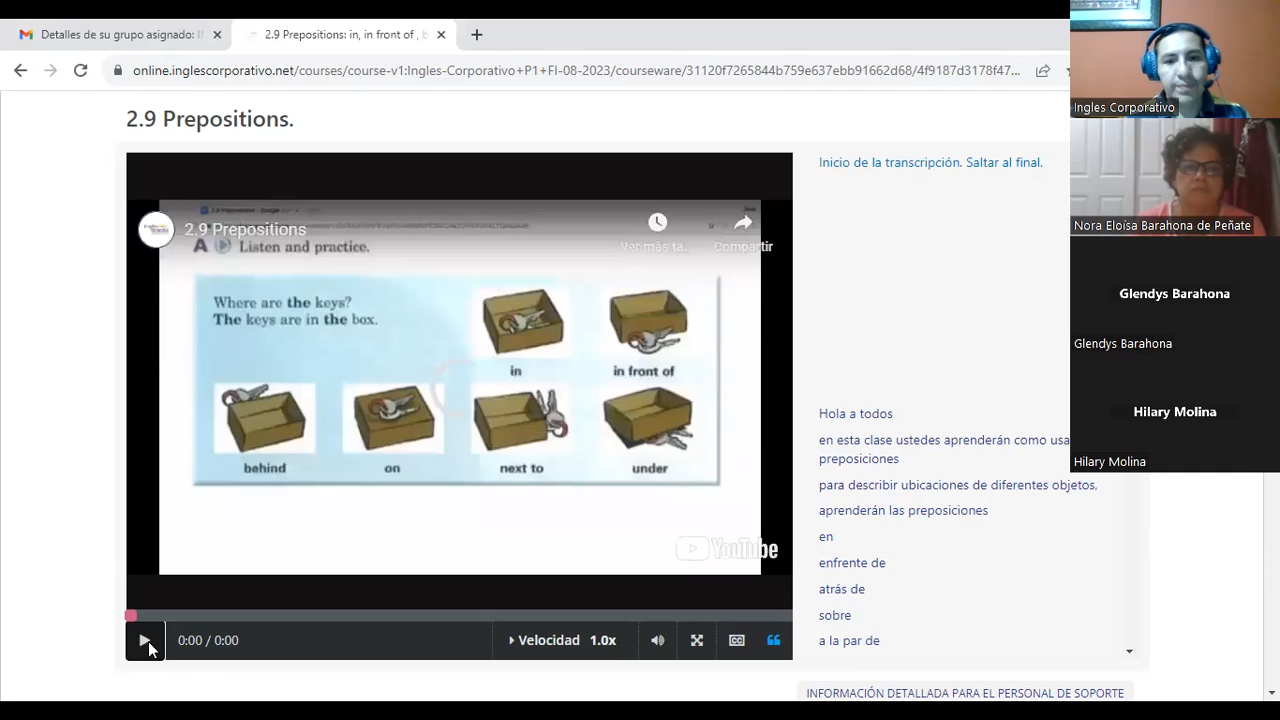 Detalles de su grupo asignado: I
2.9 Prepositions: in, in front of , b
online.inglescorporativo.net/courses/course-v1:Ingles-Corporativo+P1+FI-08-2023/courseware/31120f7265844b759e637ebb91662d68/4f9187d3178f47...
2.9 Prepositions.
2.9 Prepositions
Ver más ta...
Compartir
A Listen and practice.
Where are the keys?
The keys are in the box.
in
in front of
behind
on
next to
under
YouTube
0:00 / 0:00
Velocidad 1.0x
Inicio de la transcripción. Saltar al final.
Hola a todos
en esta clase ustedes aprenderán como usa
preposiciones
para describir ubicaciones de diferentes objetos,
aprenderán las preposiciones
en
enfrente de
atrás de
sobre
a la par de
INFORMACIÓN DETALLADA PARA EL PERSONAL DE SOPORTE
Ingles Corporativo
Nora Eloísa Barahona de Peñate
Glendys Barahona
Glendys Barahona
Hilary Molina
Hilary Molina